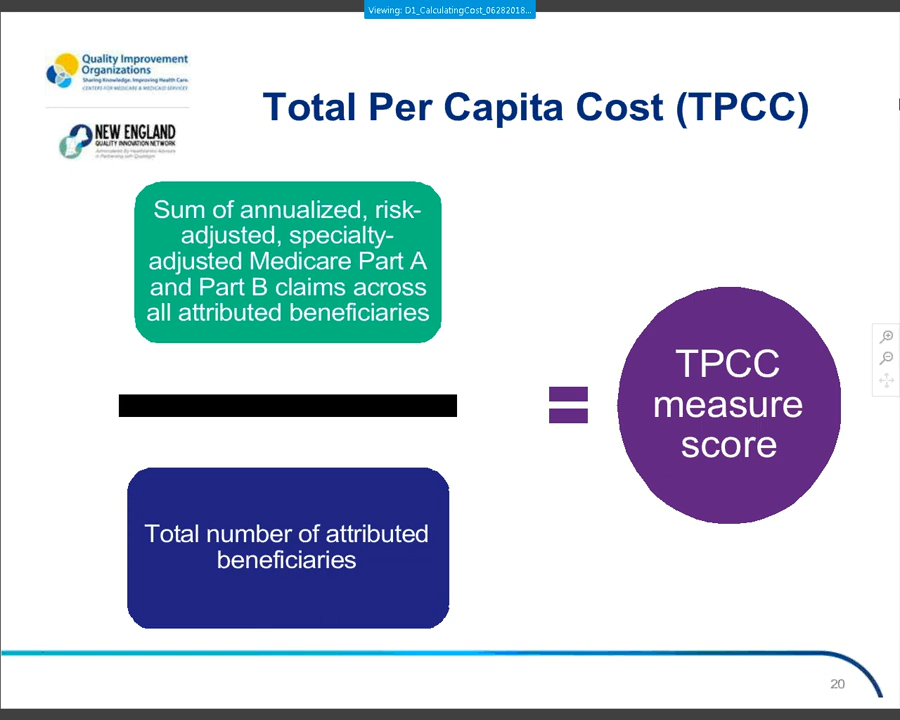 Viewing: D1_CalculatingCost_06282018...
Quality Improvement
Organizations
Sharing Knowledge. Improving Health Care.
CENTERS FOR MEDICARE & MEDICAID SERVICES
NEW ENGLAND
QUALITY INNOVATION NETWORK
Total Per Capita Cost (TPCC)
Sum of annualized, risk-
adjusted, specialty-
adjusted Medicare Part A
and Part B claims across
all attributed beneficiaries
Total number of attributed
beneficiaries
=
TPCC
measure
score
20